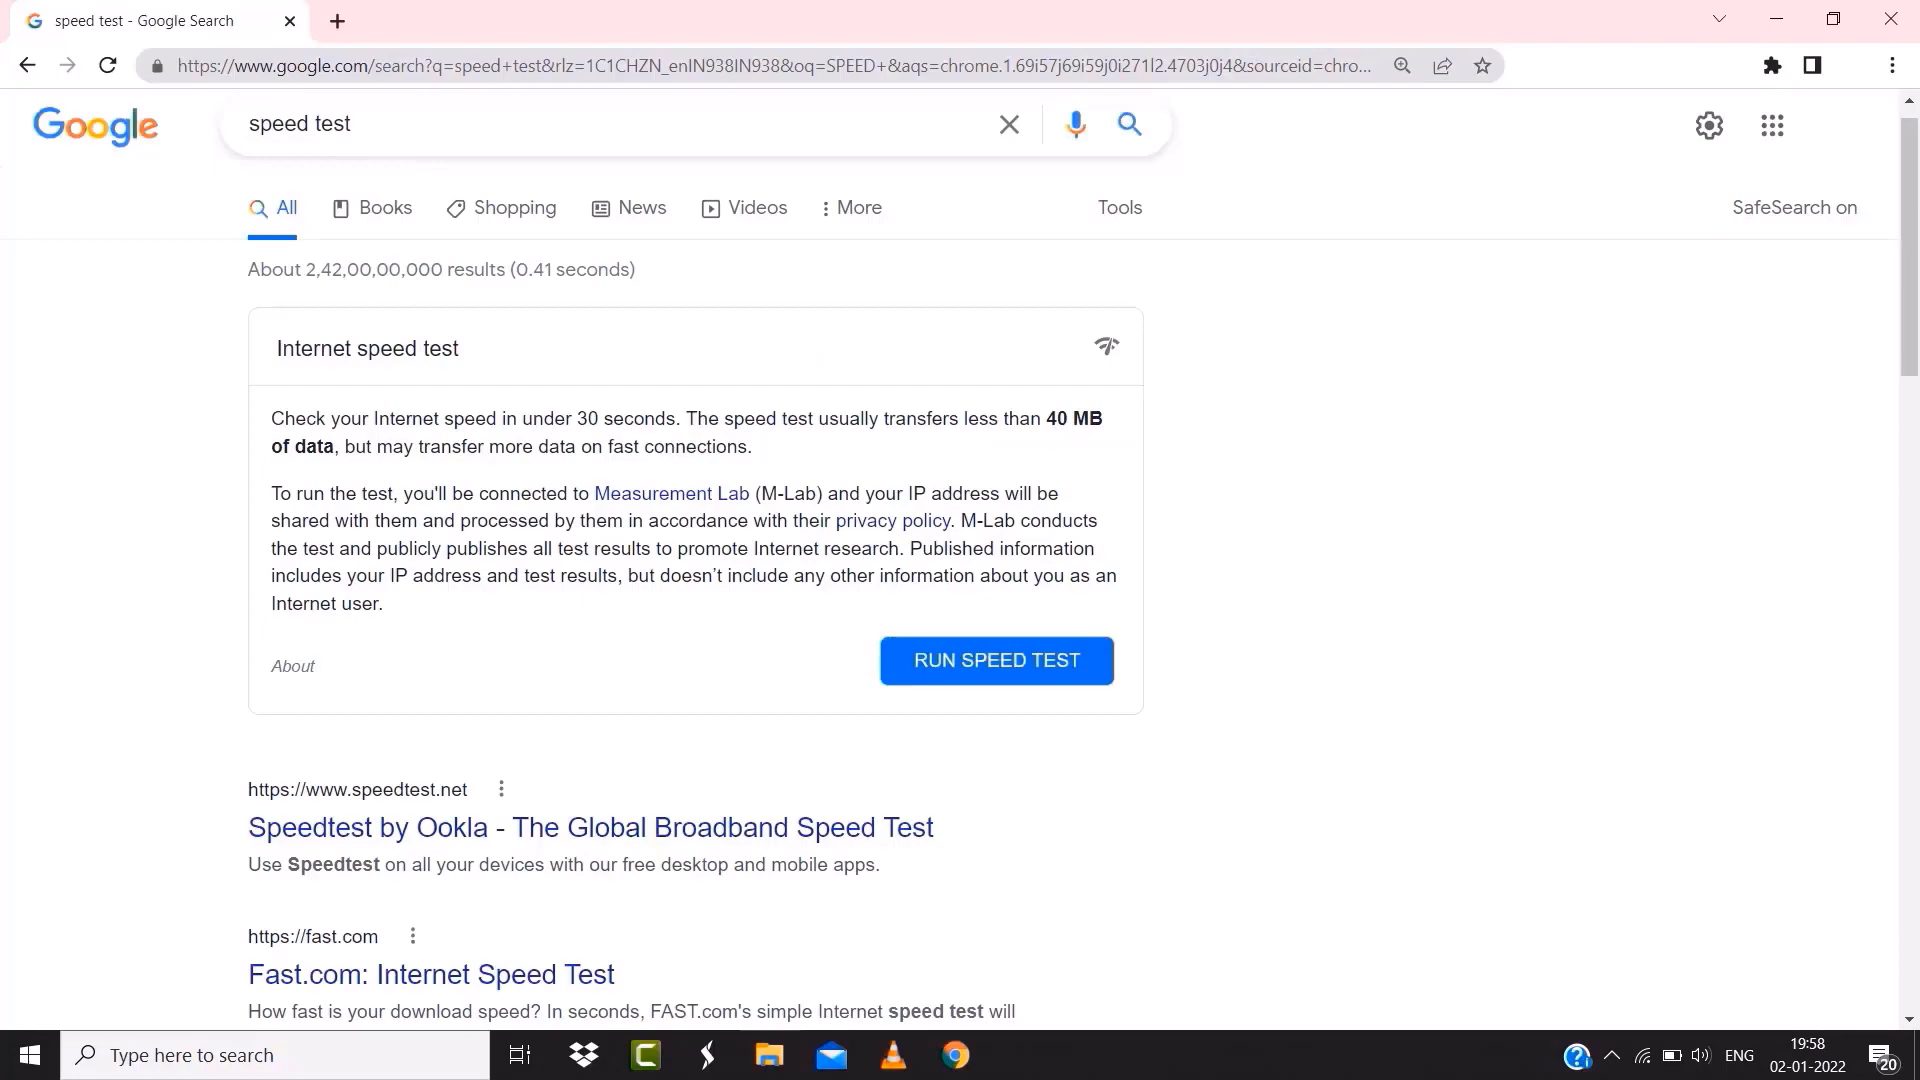 speed test - Google Search
https://www.google.com/search?q=speed+test&rlz=1C1CHZN_enIN938IN938&oq=SPEED+&aqs=chrome.1.69i57j69i59j0i271l2.4703j0j4&sourceid=chro...
Google
speed test
All Books Shopping News Videos More Tools SafeSearch on
About 2,42,00,00,000 results (0.41 seconds)
Internet speed test
Check your Internet speed in under 30 seconds. The speed test usually transfers less than 40 MB
of data, but may transfer more data on fast connections.
To run the test, you'll be connected to Measurement Lab (M-Lab) and your IP address will be
shared with them and processed by them in accordance with their privacy policy. M-Lab conducts
the test and publicly publishes all test results to promote Internet research. Published information
includes your IP address and test results, but doesn’t include any other information about you as an
Internet user.
About
RUN SPEED TEST
https://www.speedtest.net
Speedtest by Ookla - The Global Broadband Speed Test
Use Speedtest on all your devices with our free desktop and mobile apps.
https://fast.com
Fast.com: Internet Speed Test
How fast is your download speed? In seconds, FAST.com's simple Internet speed test will
Type here to search
ENG
19:58
02-01-2022
20